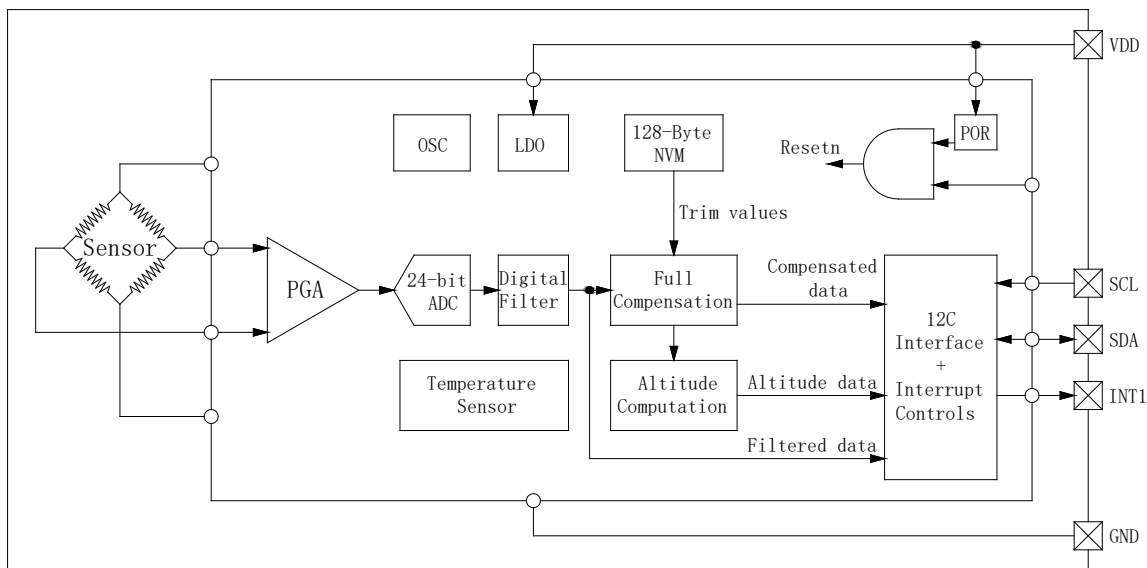 VDD
OSC
LDO
128-Byte
NVM
POR
Resetn
Trim values
Sensor
PGA
24-bit
ADC
Digital
Filter
Full
Compensation
Compensated
data
12C
Interface
+
Interrupt
Controls
SCL
SDA
INT1
Temperature
Sensor
Altitude
Computation
Altitude data
Filtered data
GND